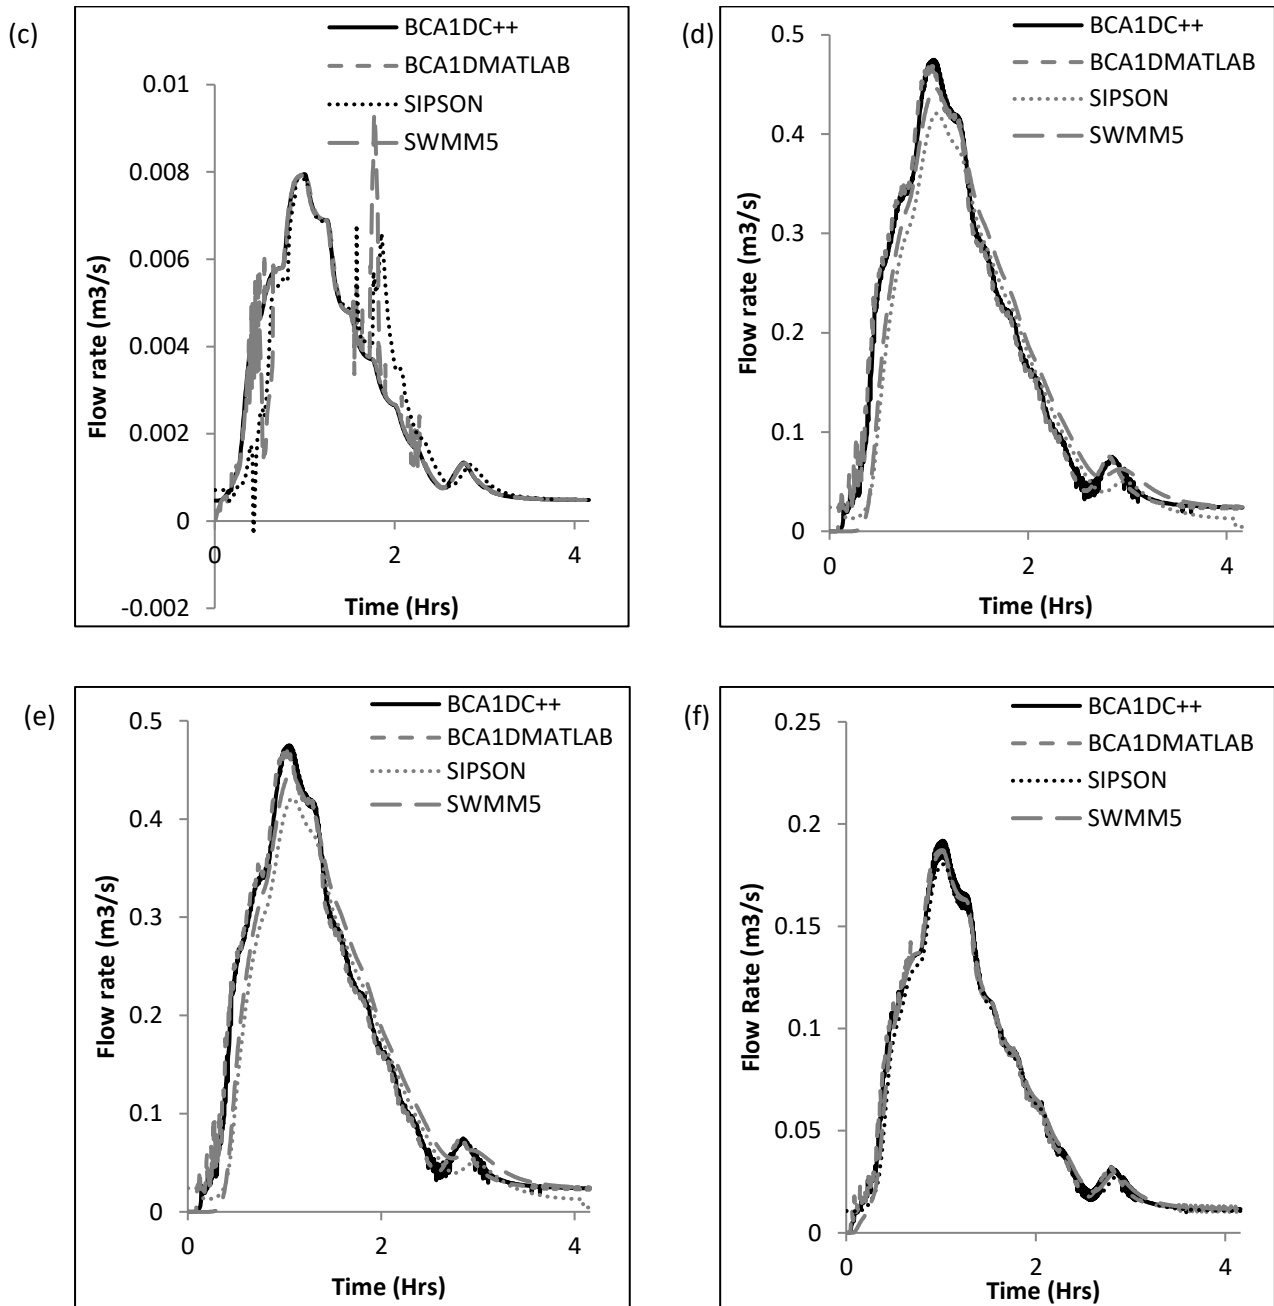 (c)
BCA1DC++
BCA1DMATLAB
SIPSON
SWMM5
0.01
0.008
0.006
0.004
0.002
0
-0.002
0
2
4
Flow rate (m3/s)
Time (Hrs)
(d)
BCA1DC++
BCA1DMATLAB
SIPSON
SWMM5
0.5
0.4
0.3
0.2
0.1
0
0
2
4
Flow rate (m3/s)
Time (Hrs)
(e)
BCA1DC++
BCA1DMATLAB
SIPSON
SWMM5
0.5
0.4
0.3
0.2
0.1
0
0
2
4
Flow rate (m3/s)
Time (Hrs)
(f)
BCA1DC++
BCA1DMATLAB
SIPSON
SWMM5
0.25
0.2
0.15
0.1
0.05
0
0
2
4
Flow Rate (m3/s)
Time (Hrs)